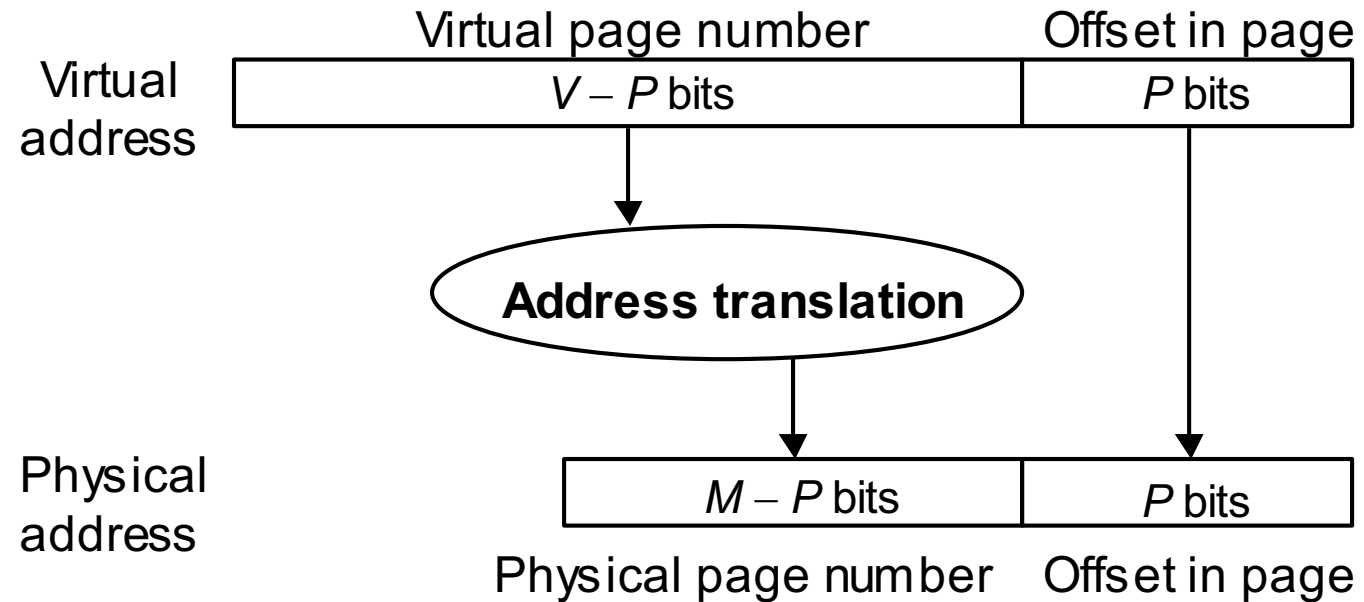 Virtual page number
Offset in page
Virtual
address
V – P bits
P bits
Address translation
Physical
address
M – P bits
P bits
Physical page number
Offset in page